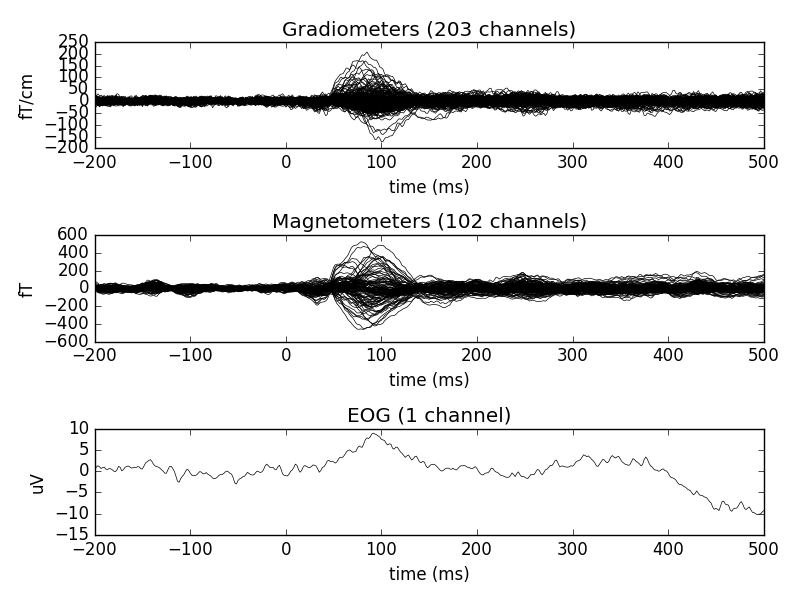 Gradiometers (203 channels)
250
200
150
100
50
0
−50
−100
−150
−200
fT/cm
−200 −100 0 100 200 300 400 500
time (ms)
Magnetometers (102 channels)
600
400
200
0
−200
−400
−600
fT
−200 −100 0 100 200 300 400 500
time (ms)
EOG (1 channel)
10
5
0
−5
−10
−15
uV
−200 −100 0 100 200 300 400 500
time (ms)